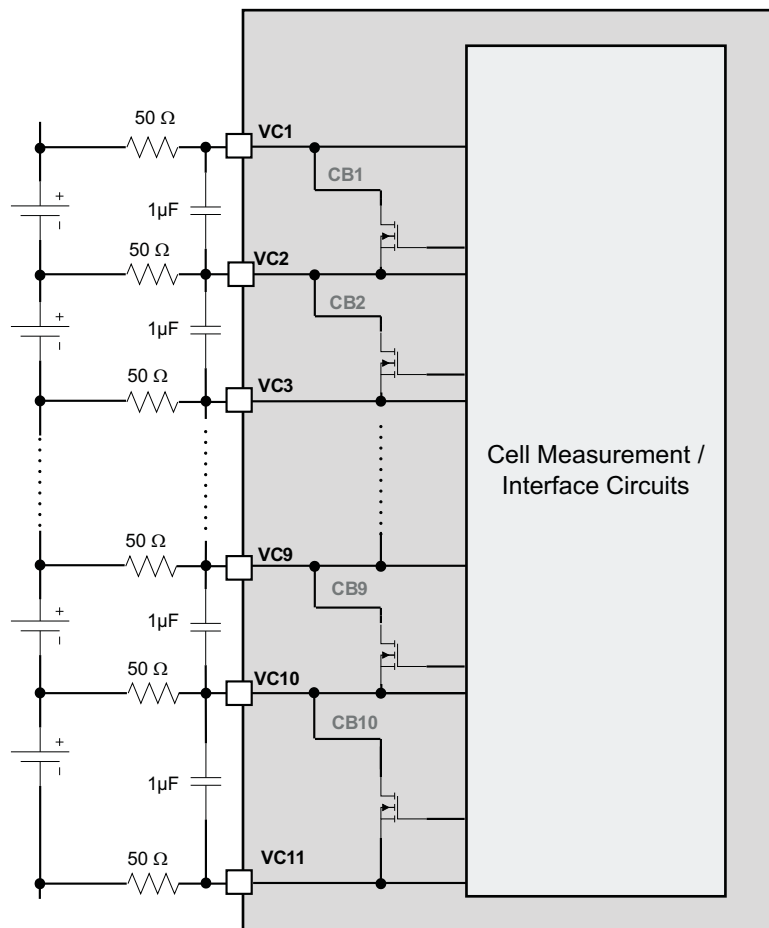 50 Ω
VC1
CB1
+
1µF
−
50 Ω
VC2
CB2
+
1µF
−
50 Ω
VC3
Cell Measurement /
Interface Circuits
50 Ω
VC9
CB9
+
1µF
−
50 Ω
VC10
CB10
+
−
1µF
50 Ω
VC11